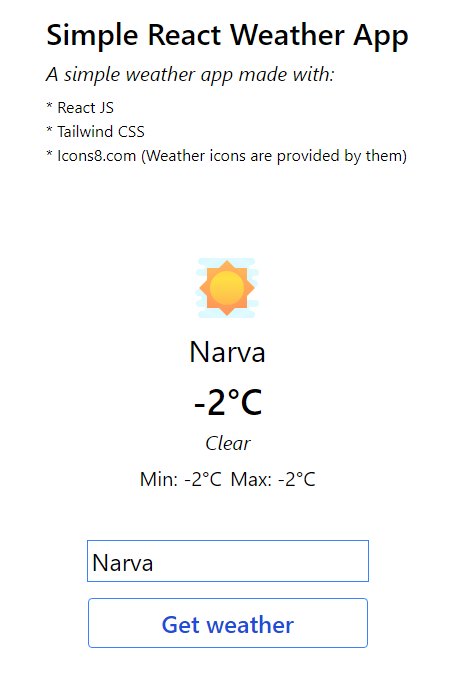 Simple React Weather App
A simple weather app made with:
* React JS
* Tailwind CSS
* Icons8.com (Weather icons are provided by them)
Narva
-2°C
Clear
Min: -2°C Max: -2°C
Narva
Get weather